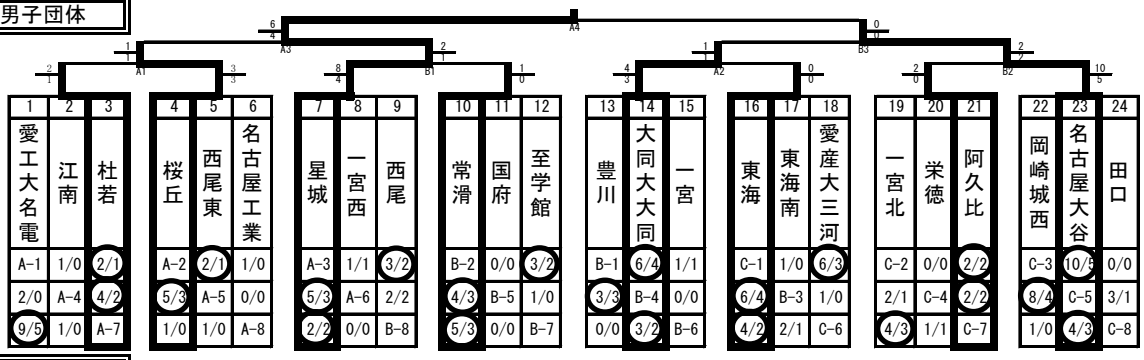 男子団体
6 4 A4 0 0
1 1 A3 2 1 1 1 B3 2 2
2 1 A1 3 3 8 4 B1 1 0 4 3 A2 0 0 2 0 B2 10 5
1 2 3 4 5 6 7 8 9 10 11 12 13 14 15 16 17 18 19 20 21 22 23 24
愛工大名電 江南 杜若 桜丘 西尾東 名古屋工業 星城 一宮西 西尾 常滑 国府 至学館 豊川 大同大大同 一宮 東海 東海南 愛産大三河 一宮北 栄徳 阿久比 岡崎城西 名古屋大谷 田口
A-1 1/0 2/1 A-2 2/1 1/0 A-3 1/1 3/2 B-2 0/0 3/2 B-1 6/4 1/1 C-1 1/0 6/3 C-2 0/0 2/2 C-3 10/5 0/0
2/0 A-4 4/2 5/3 A-5 0/0 5/3 A-6 2/2 4/3 B-5 1/0 3/3 B-4 0/0 6/4 B-3 1/0 2/1 C-4 2/2 8/4 C-5 3/1
9/5 1/0 A-7 1/0 1/0 A-8 2/2 0/0 B-8 5/3 0/0 B-7 0/0 3/2 B-6 4/2 2/1 C-6 4/3 1/1 C-7 1/0 4/3 C-8